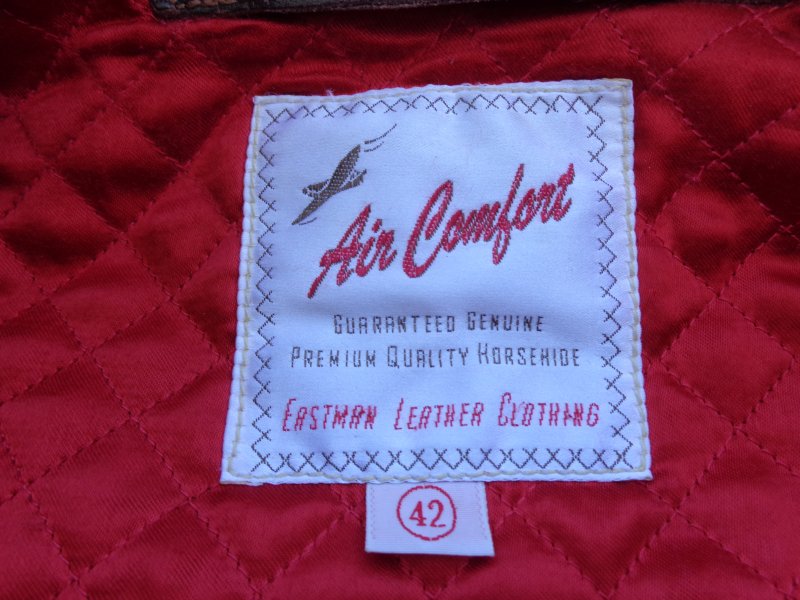 Air Comfort
GUARANTEED GENUINE
PREMIUM QUALITY HORSEHIDE
EASTMAN LEATHER CLOTHING
42